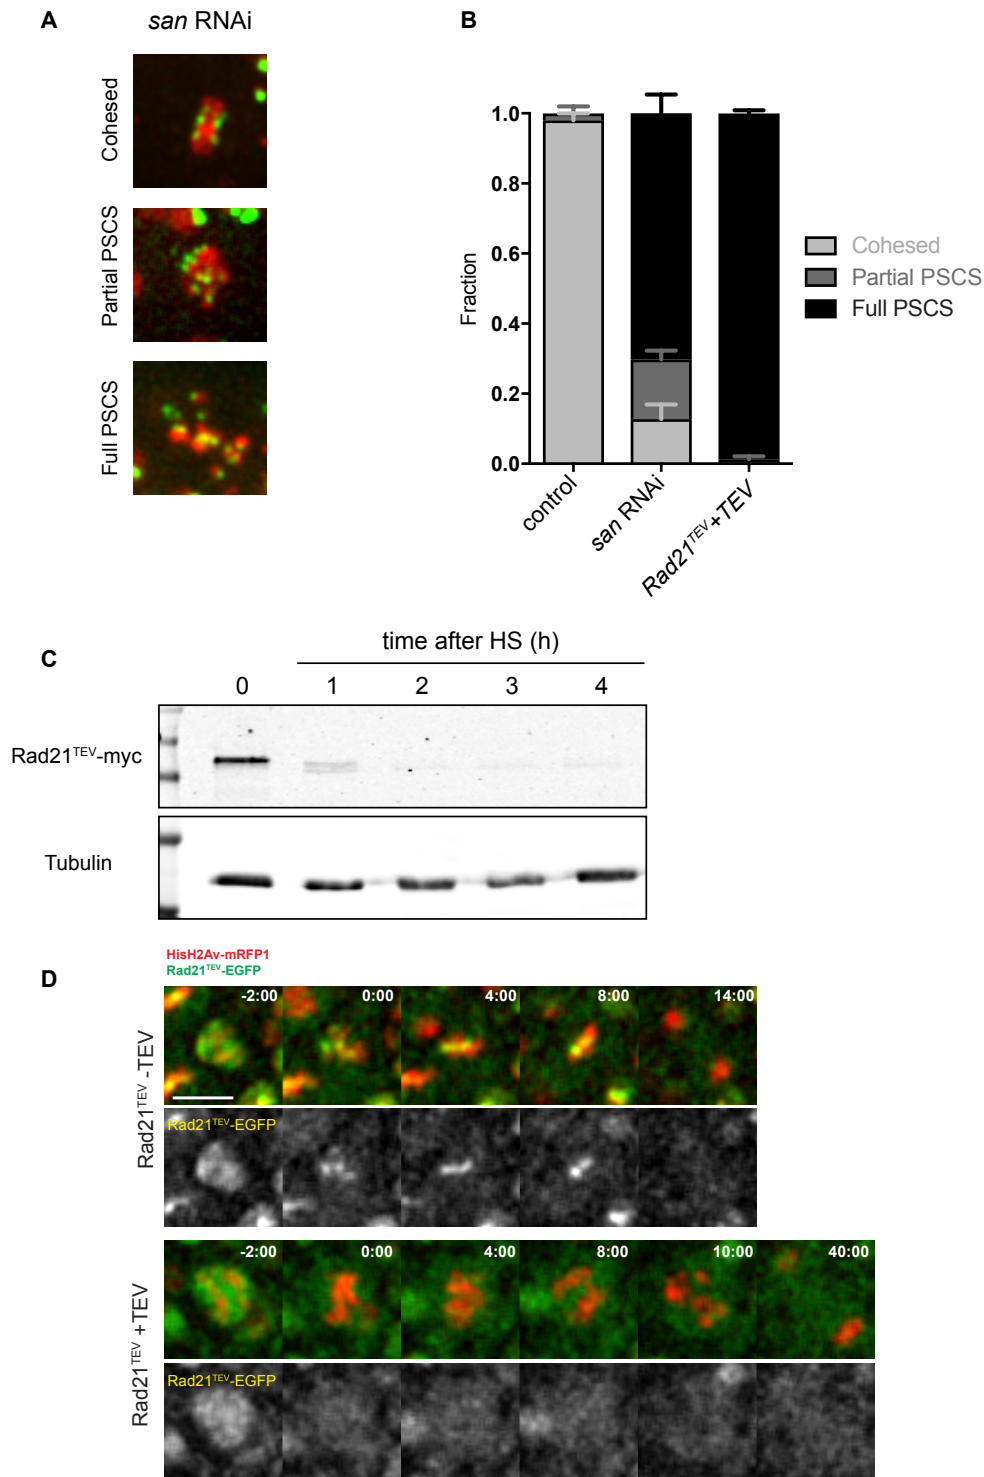 A
san RNAi
Cohesed
Partial PSCS
Full PSCS
B
Fraction
1.0
0.8
0.6
0.4
0.2
0.0
control
san RNAi
Rad21TEV+TEV
Cohesed
Partial PSCS
Full PSCS
C
time after HS (h)
0 1 2 3 4
Rad21TEV-myc
Tubulin
D
HisH2Av-mRFP1
Rad21TEV-EGFP
Rad21TEV -TEV
-2:00 0:00 4:00 8:00 14:00
Rad21TEV-EGFP
Rad21TEV +TEV
-2:00 0:00 4:00 8:00 10:00 40:00
Rad21TEV-EGFP